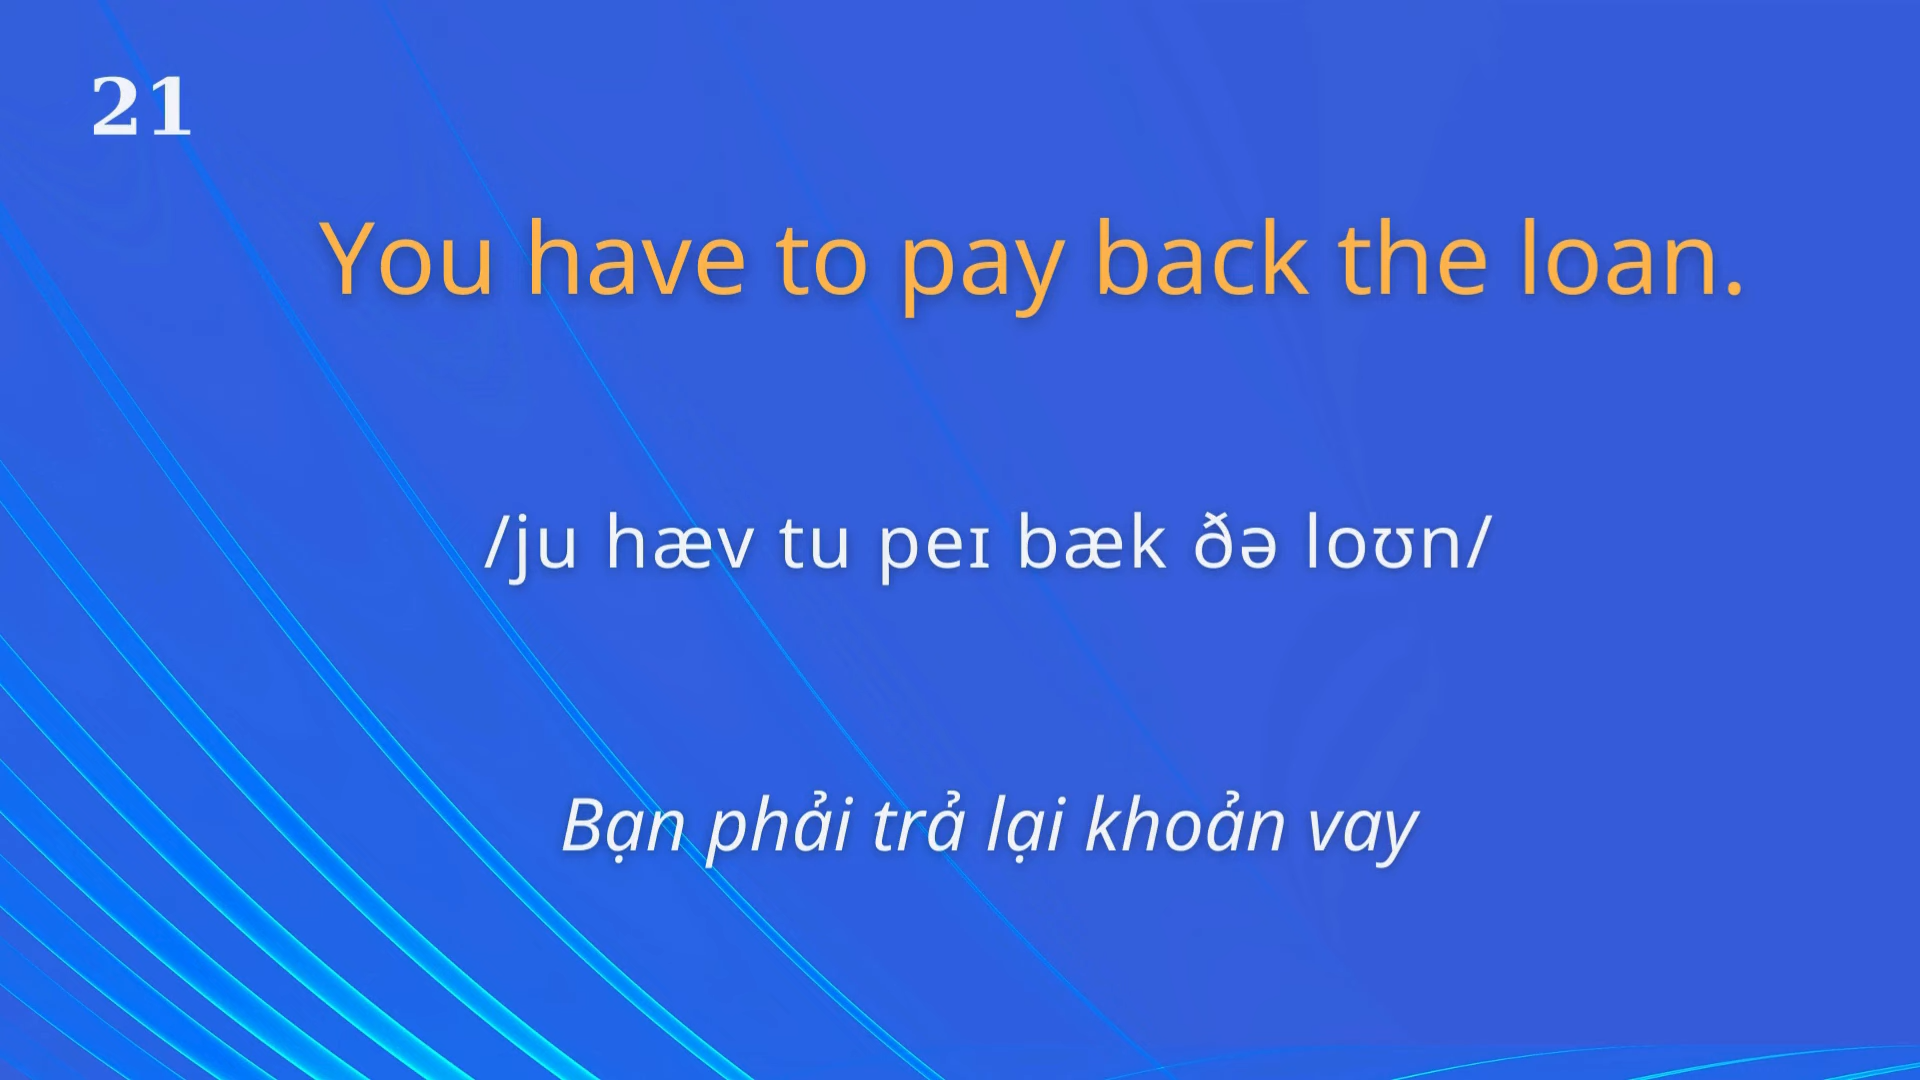 21
You have to pay back the loan.
/ju hæv tu peɪ bæk ðə loʊn/
Bạn phải trả lại khoản vay